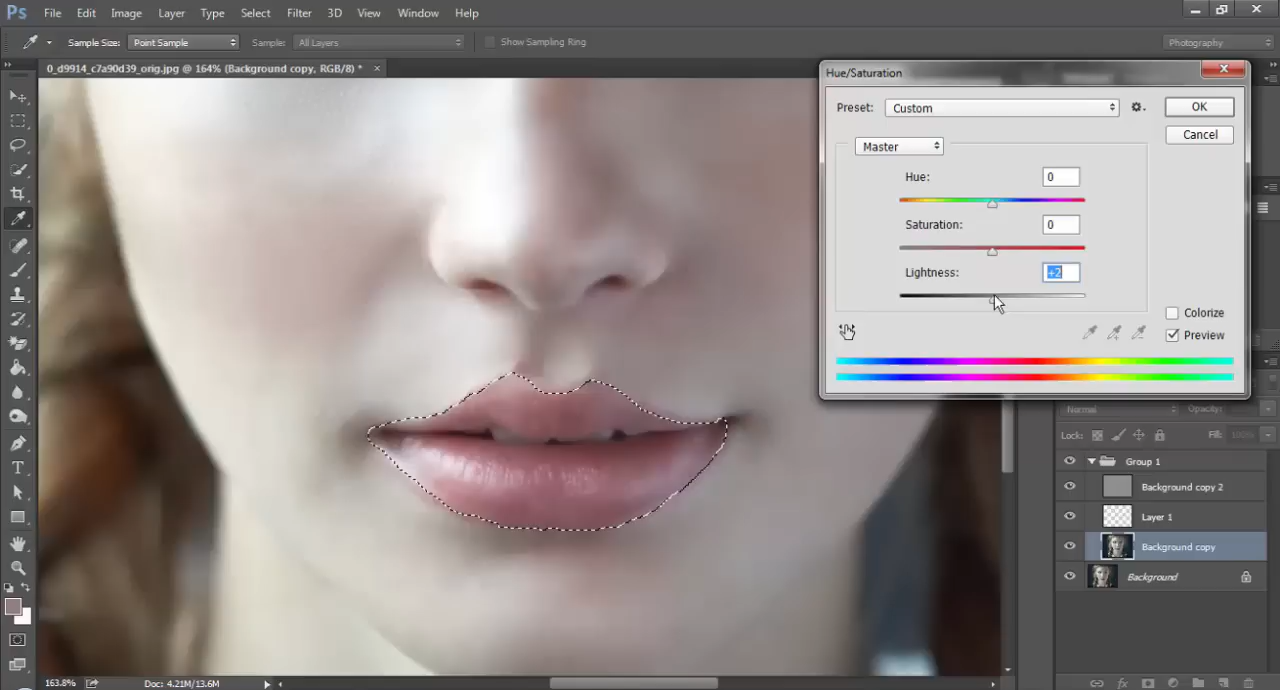 Ps File Edit Image Layer Type Select Filter 3D View Window Help
Sample Size: Point Sample Sample: All Layers Show Sampling Ring Photography
0_d9914_c7a90d39_orig.jpg @ 164% (Background copy, RGB/8) *
Hue/Saturation
Preset: Custom OK
Cancel
Master
Hue: 0
Saturation: 0
Lightness: +2
Colorize
Preview
Normal Opacity:
Lock: Fill: 100%
Group 1
Background copy 2
Layer 1
Background copy
Background
163.8% Doc: 4.21M/13.6M